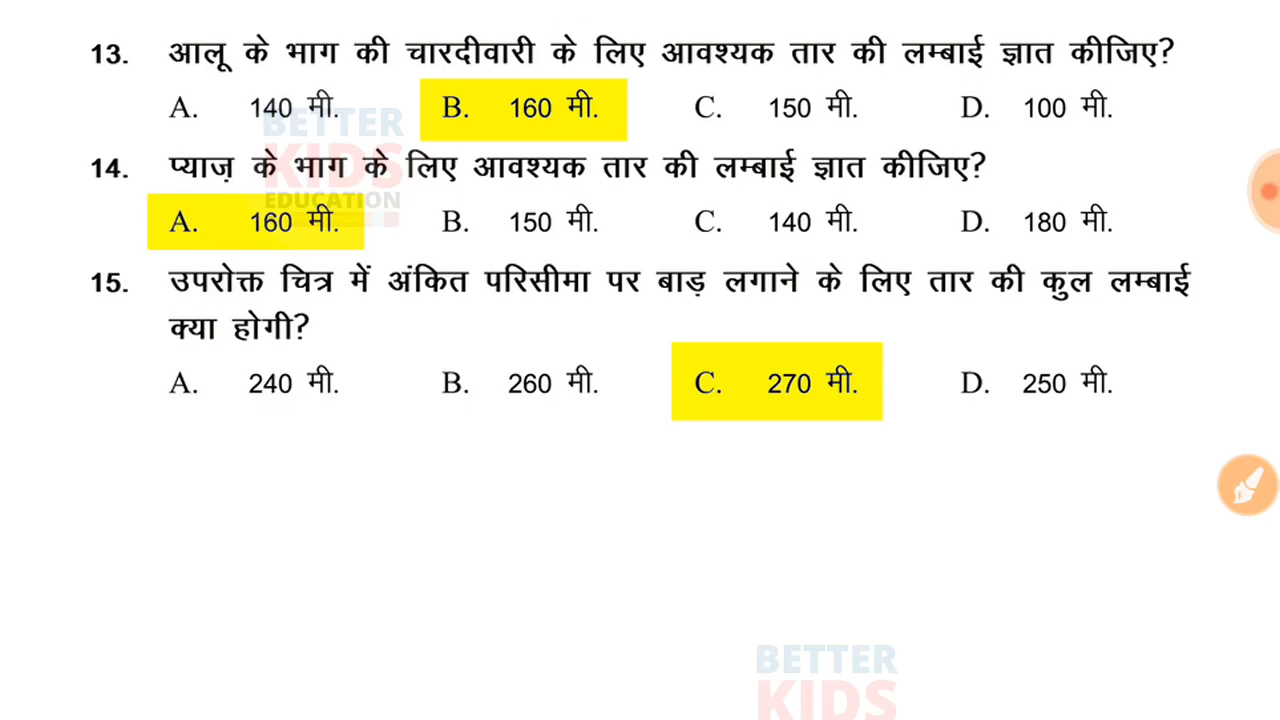 13. आलू के भाग की चारदीवारी के लिए आवश्यक तार की लम्बाई ज्ञात कीजिए?
A. 140 मी. B. 160 मी. C. 150 मी. D. 100 मी.
BETTER
14. प्याज़ के भाग के लिए आवश्यक तार की लम्बाई ज्ञात कीजिए?
KIDS
EDUCATION
A. 160 मी. B. 150 मी. C. 140 मी. D. 180 मी.
15. उपरोक्त चित्र में अंकित परिसीमा पर बाड़ लगाने के लिए तार की कुल लम्बाई
क्या होगी?
A. 240 मी. B. 260 मी. C. 270 मी. D. 250 मी.
BETTER
KIDS